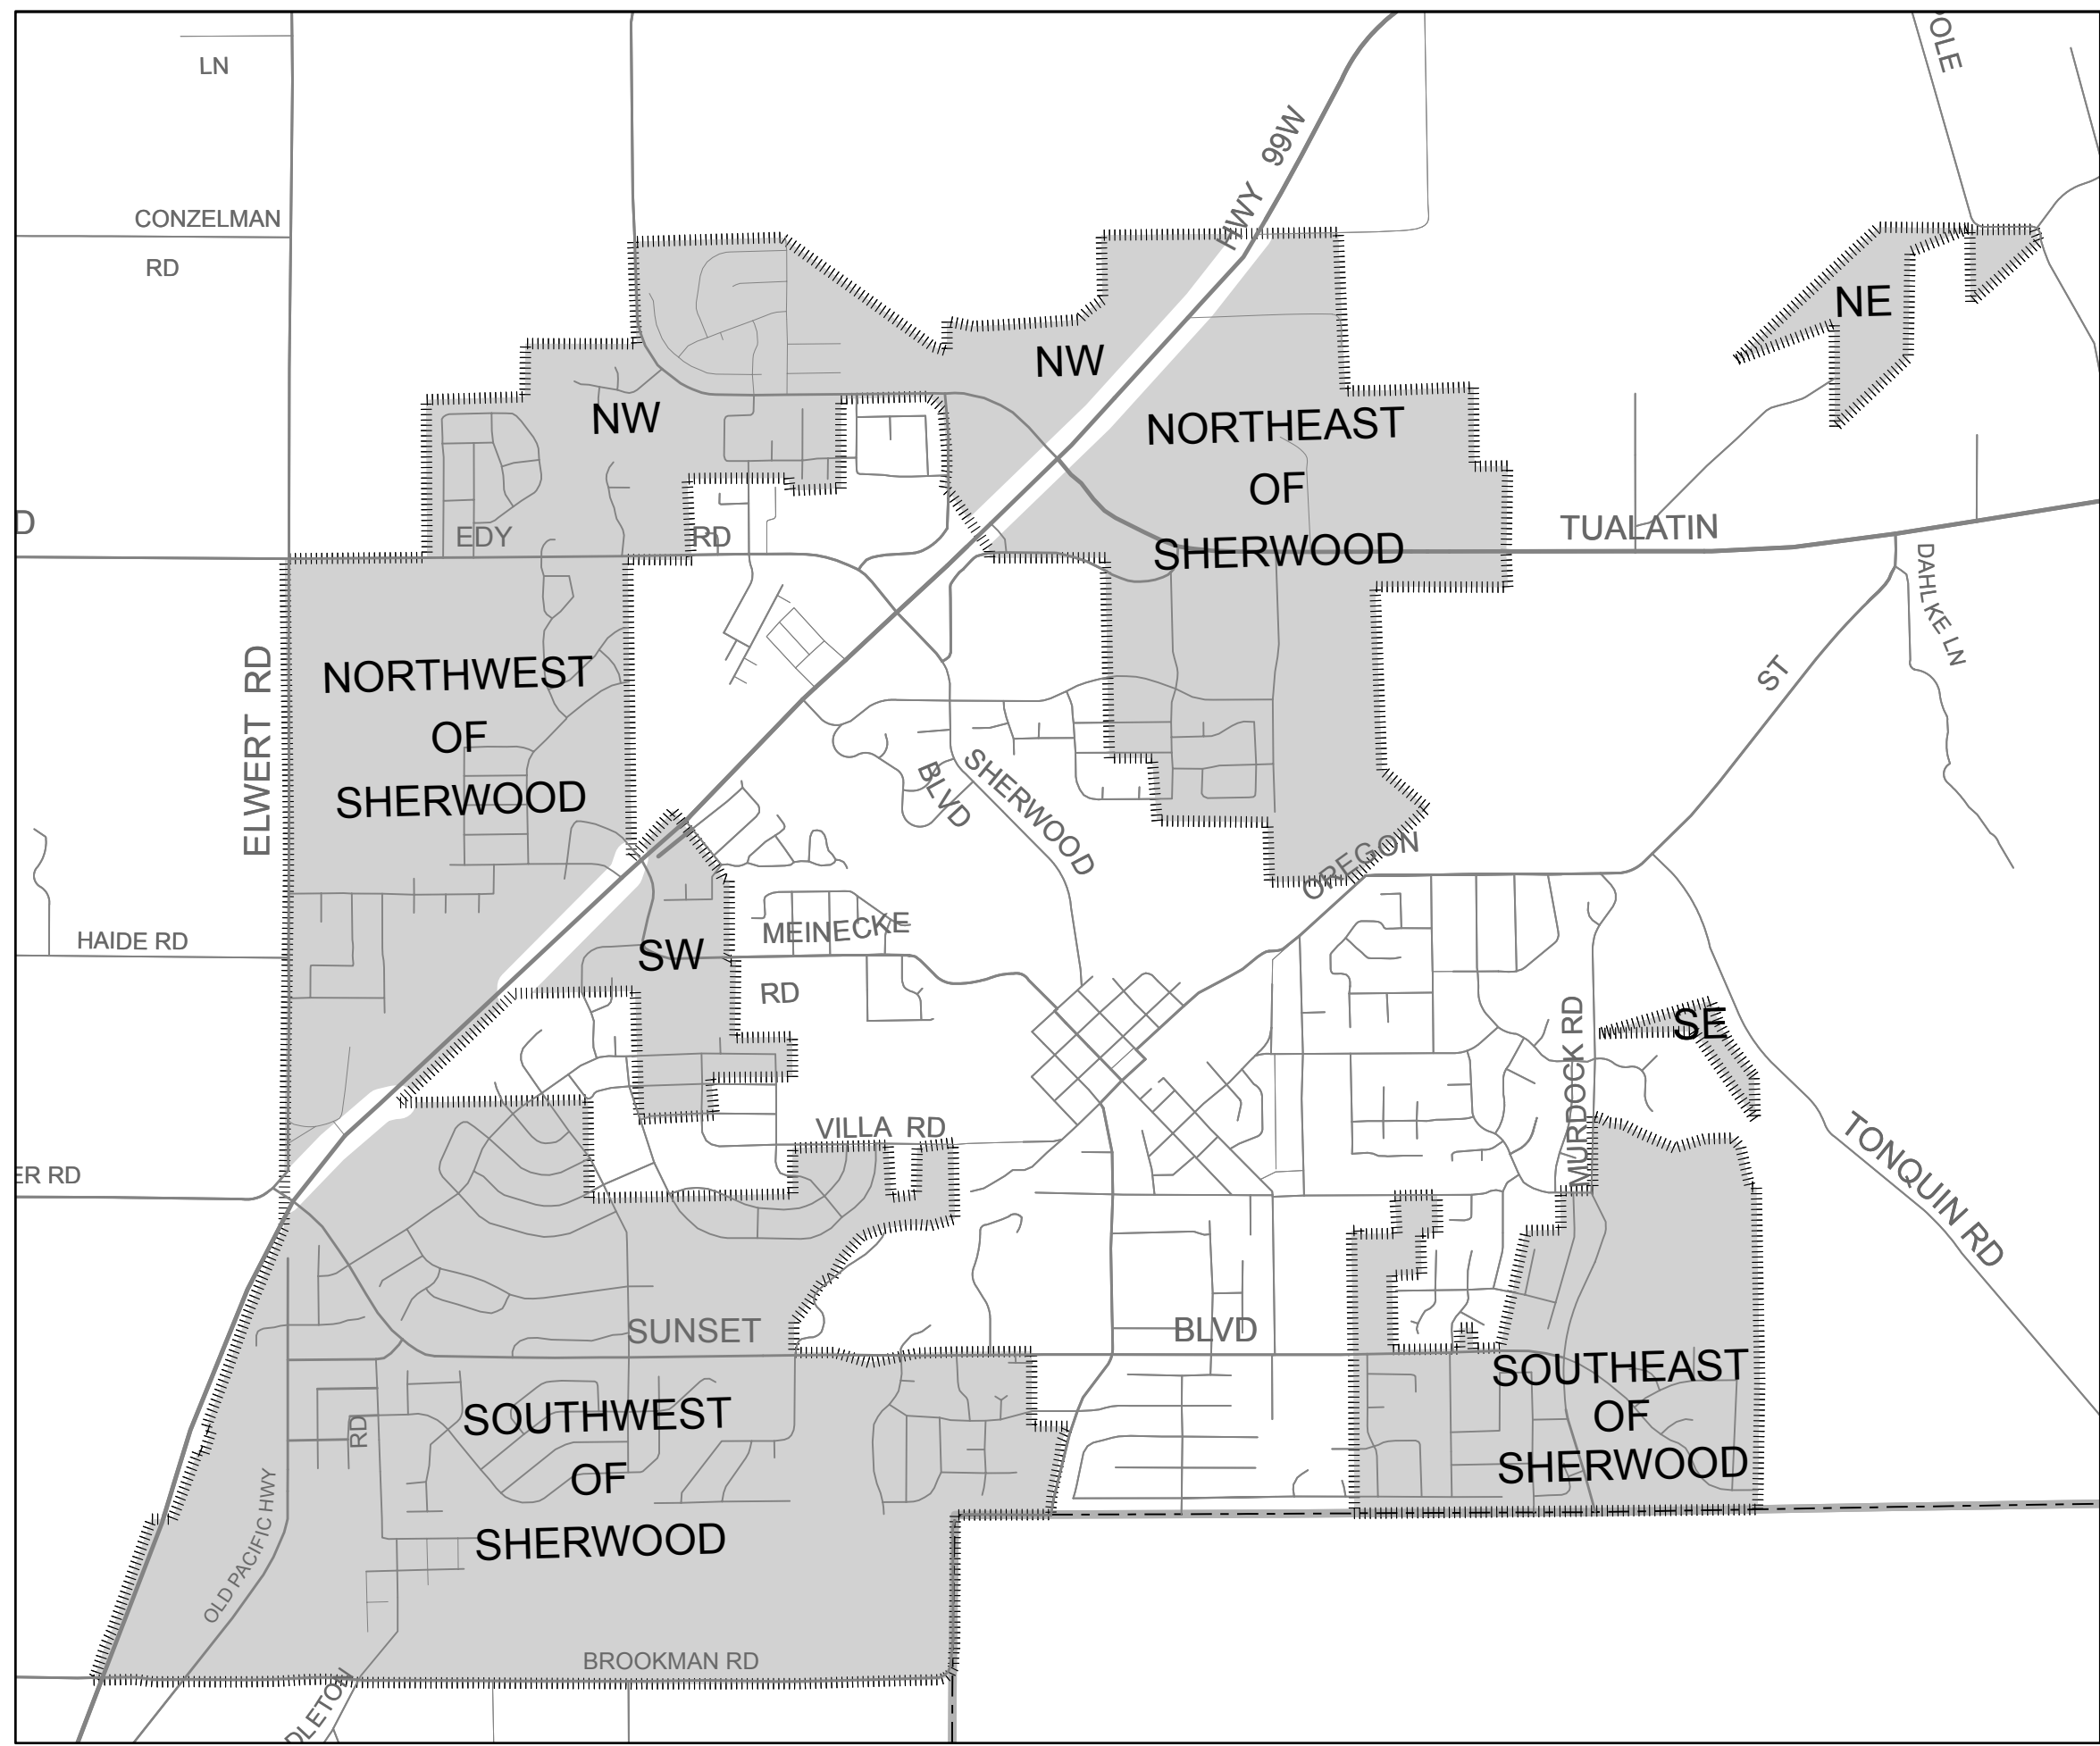 LN
OLE
HWY 99W
CONZELMAN
RD
NE
NW
NW
NORTHEAST
OF
SHERWOOD
D
EDY
RD
TUALATIN
DAHLKE LN
ST
ELWERT RD
NORTHWEST
OF
SHERWOOD
SHERWOOD
BLVD
OREGON
HAIDE RD
SW
MEINECKE
RD
MURDOCK RD
SE
VILLA RD
TONQUIN RD
ER RD
SUNSET
BLVD
SOUTHEAST
OF
SHERWOOD
SOUTHWEST
OF
SHERWOOD
RD
OLD PACIFIC HWY
BROOKMAN RD
DLETON